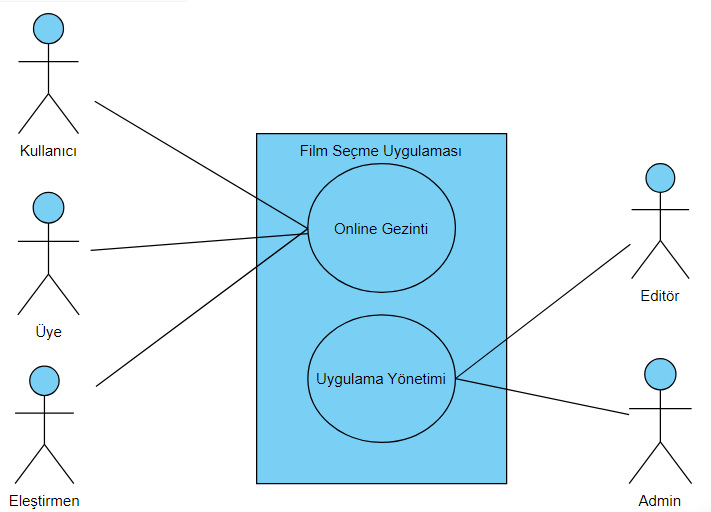 Film Seçme Uygulaması
Kullanıcı
Online Gezinti
Üye
Editör
Uygulama Yönetimi
Eleştirmen
Admin